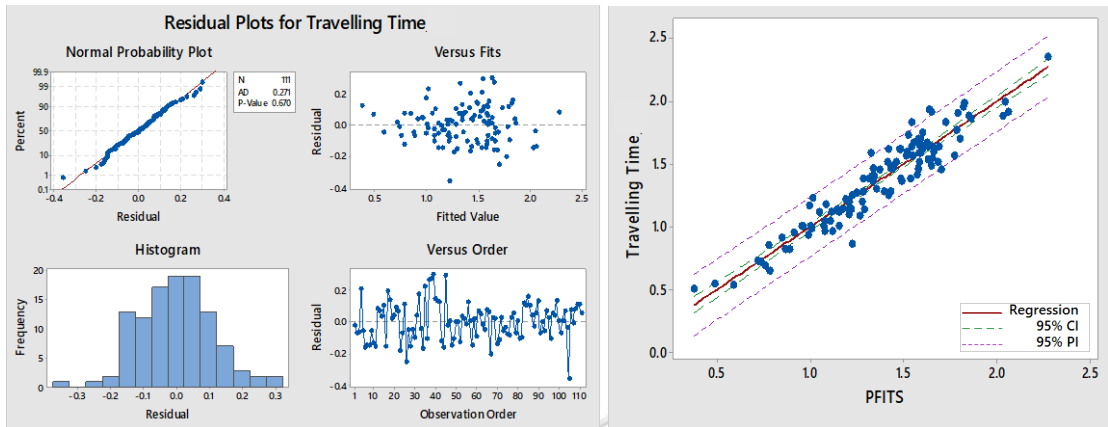 Residual Plots for Travelling Time
Normal Probability Plot
99.9
99
90
50
10
1
0.1
Percent
-0.4 -0.2 0.0 0.2 0.4
Residual
N 111
AD 0.271
P-Value 0.670
Versus Fits
0.2
0.0
-0.2
-0.4
Residual
0.5 1.0 1.5 2.0 2.5
Fitted Value
Histogram
20
15
10
5
0
Frequency
-0.3 -0.2 -0.1 0.0 0.1 0.2 0.3
Residual
Versus Order
0.2
0.0
-0.2
-0.4
Residual
1 10 20 30 40 50 60 70 80 90 100 110
Observation Order
2.5
2.0
1.5
1.0
0.5
0.0
Travelling Time
0.5 1.0 1.5 2.0 2.5
PFITS
Regression
95% CI
95% PI